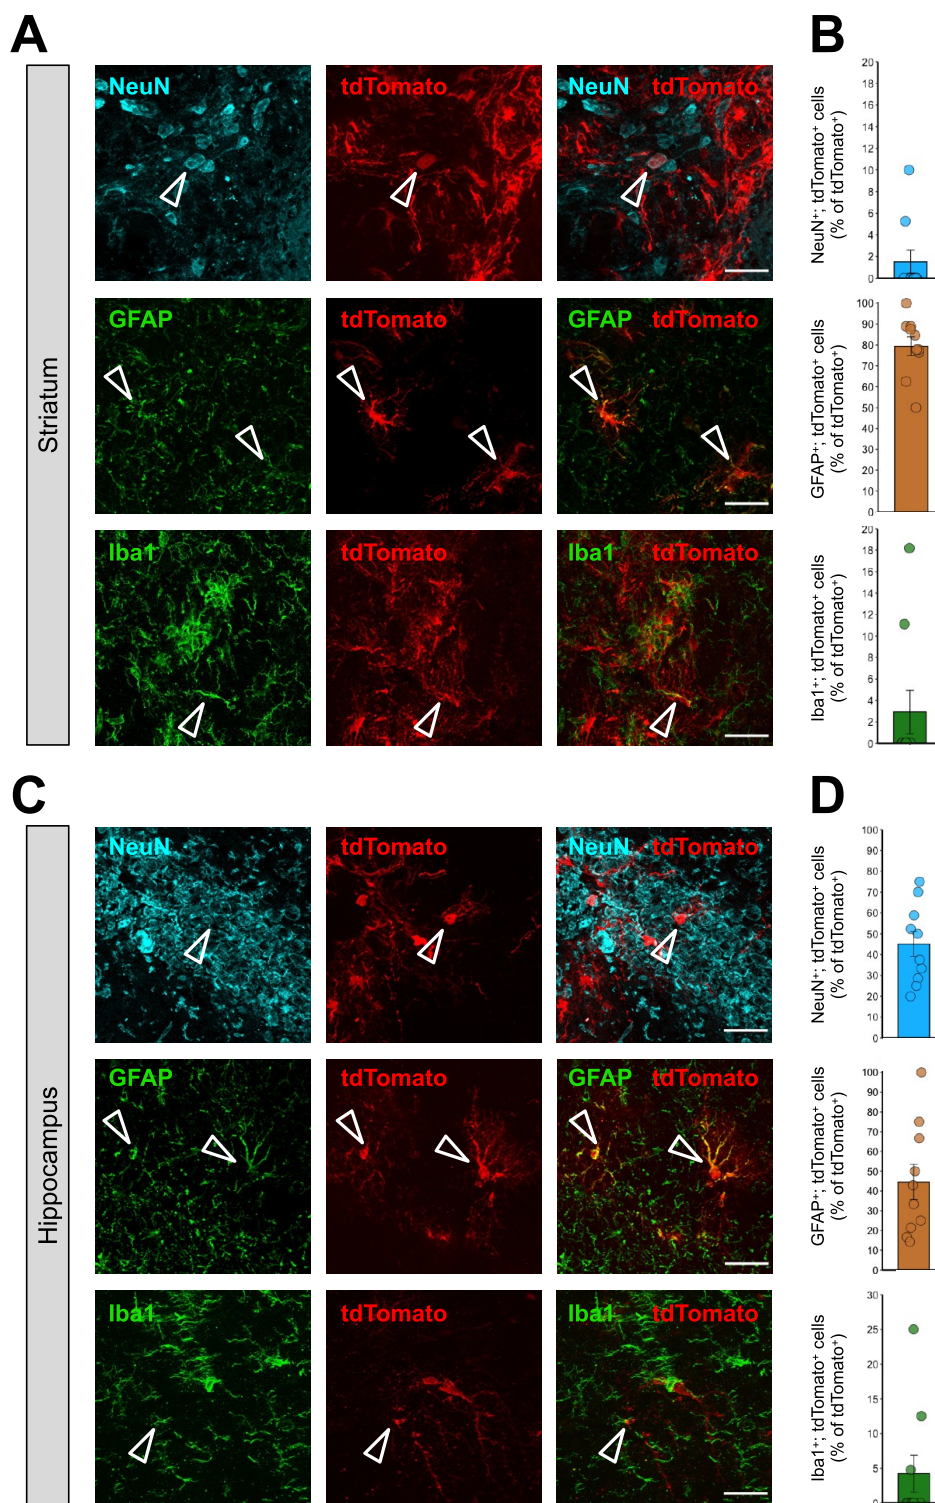 A
B
Striatum
NeuN
tdTomato
NeuN tdTomato
NeuN+; tdTomato+ cells
(% of tdTomato+)
20
18
16
14
12
10
8
6
4
2
0
GFAP
tdTomato
GFAP tdTomato
GFAP+; tdTomato+ cells
(% of tdTomato+)
100
90
80
70
60
50
40
30
20
10
0
Iba1
tdTomato
Iba1 tdTomato
Iba1+; tdTomato+ cells
(% of tdTomato+)
20
18
16
14
12
10
8
6
4
2
0
C
D
Hippocampus
NeuN
tdTomato
NeuN tdTomato
NeuN+; tdTomato+ cells
(% of tdTomato+)
100
90
80
70
60
50
40
30
20
10
0
GFAP
tdTomato
GFAP tdTomato
GFAP+; tdTomato+ cells
(% of tdTomato+)
100
90
80
70
60
50
40
30
20
10
0
Iba1
tdTomato
Iba1 tdTomato
Iba1+; tdTomato+ cells
(% of tdTomato+)
30
25
20
15
10
5
0